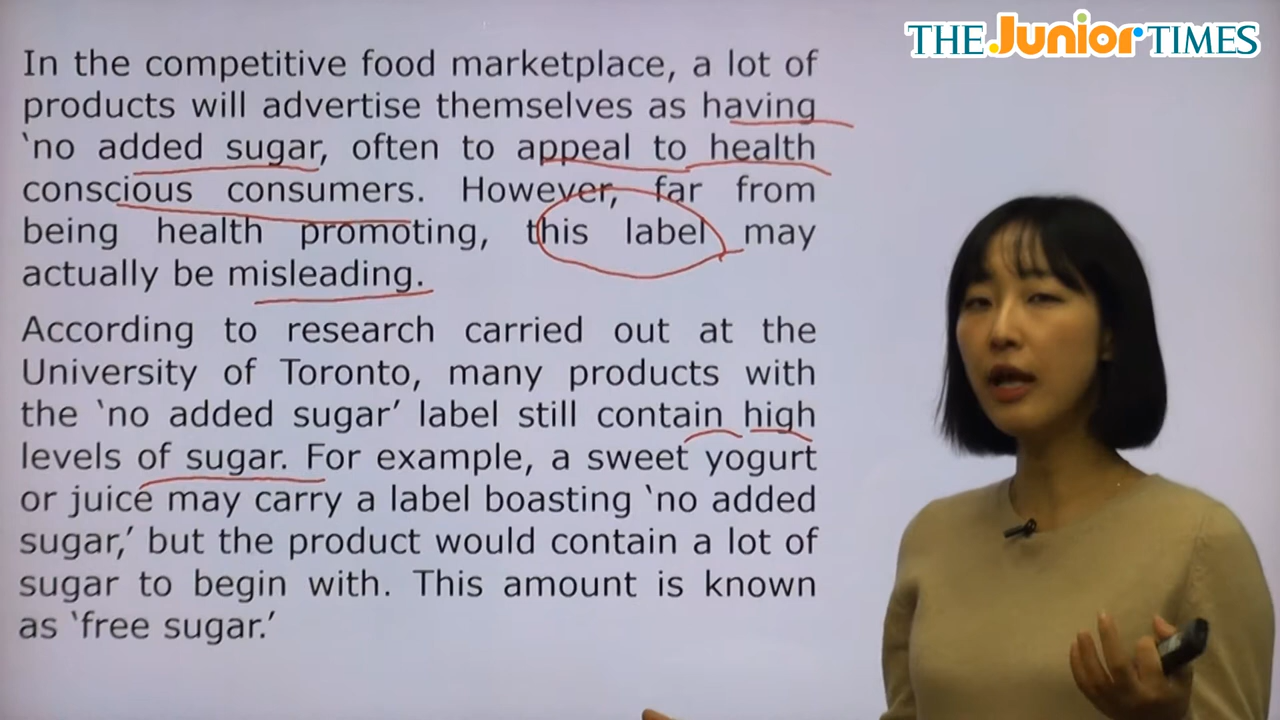 THE Junior TIMES
In the competitive food marketplace, a lot of
products will advertise themselves as having
‘no added sugar, often to appeal to health
conscious consumers. However, far from
being health promoting, this label may
actually be misleading.
According to research carried out at the
University of Toronto, many products with
the ‘no added sugar’ label still contain high
levels of sugar. For example, a sweet yogurt
or juice may carry a label boasting ‘no added
sugar,’ but the product would contain a lot of
sugar to begin with. This amount is known
as ‘free sugar.’